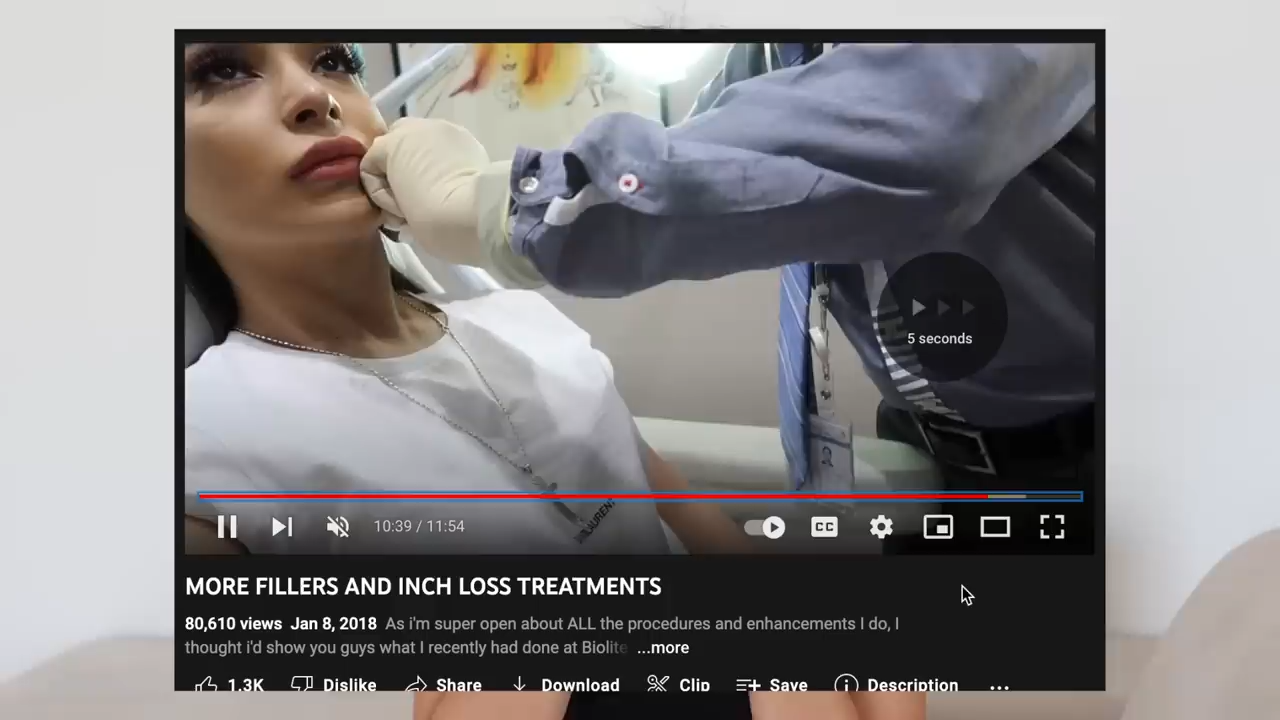 5 seconds
LAURENT
10:39 / 11:54
CC
MORE FILLERS AND INCH LOSS TREATMENTS
80,610 views Jan 8, 2018 As i'm super open about ALL the procedures and enhancements I do, I
thought i'd show you guys what I recently had done at Biolite ...more
1.3K Dislike Share Download Clip Save Description ...